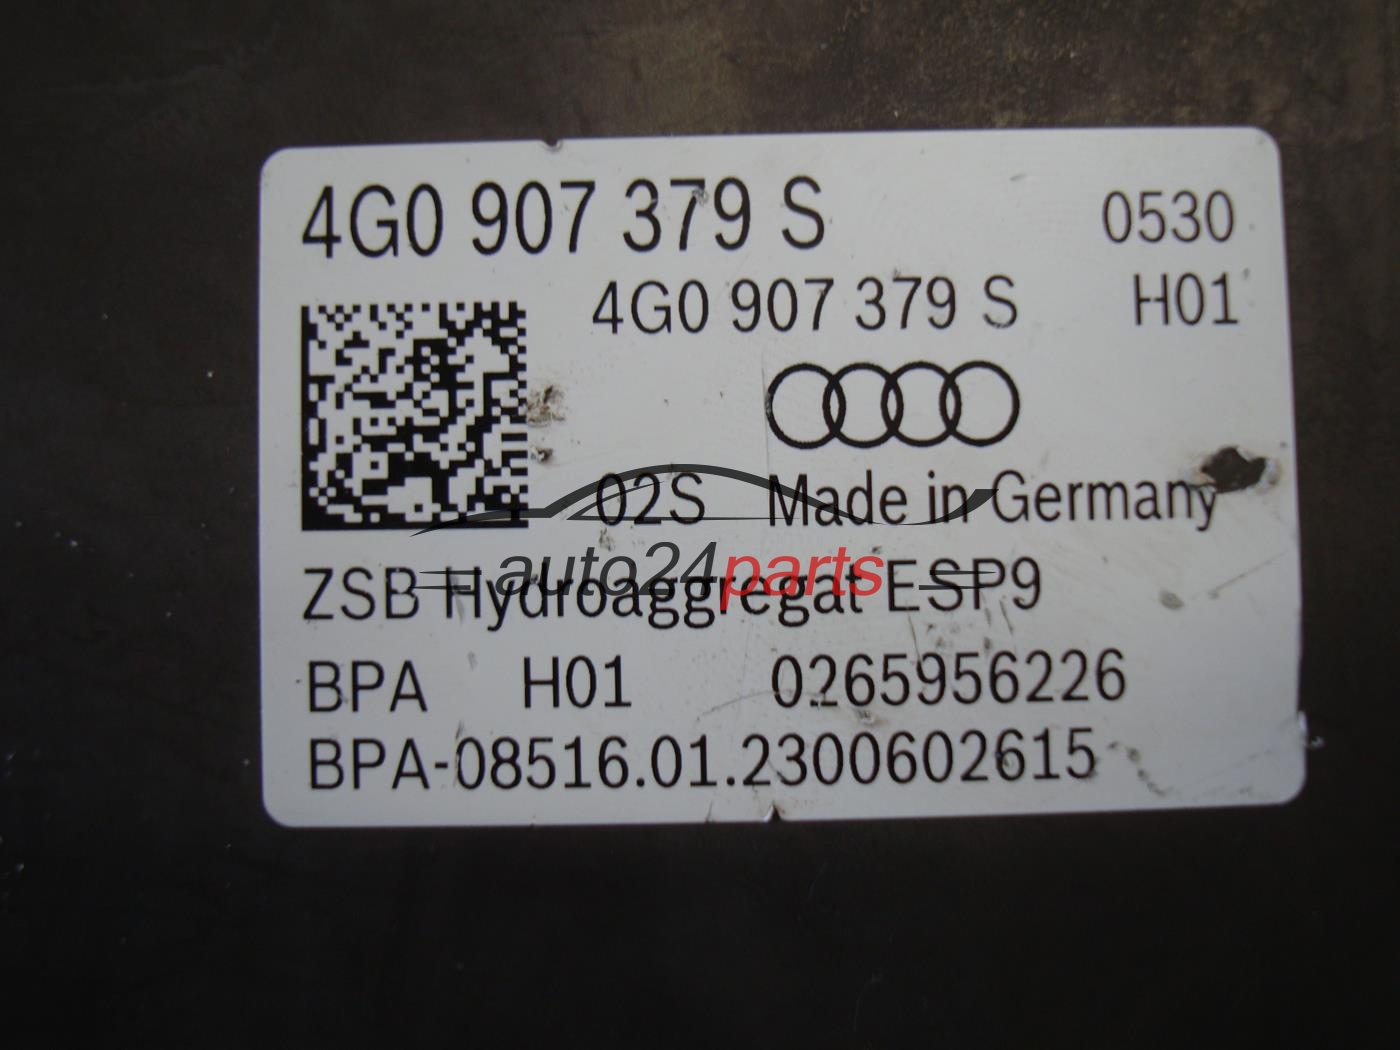 4G0 907 379 S 0530
4G0 907 379 S H01
02S Made in Germany
auto24parts
ZSB Hydroaggregat ESP9
BPA H01 0265956226
BPA-08516.01.2300602615